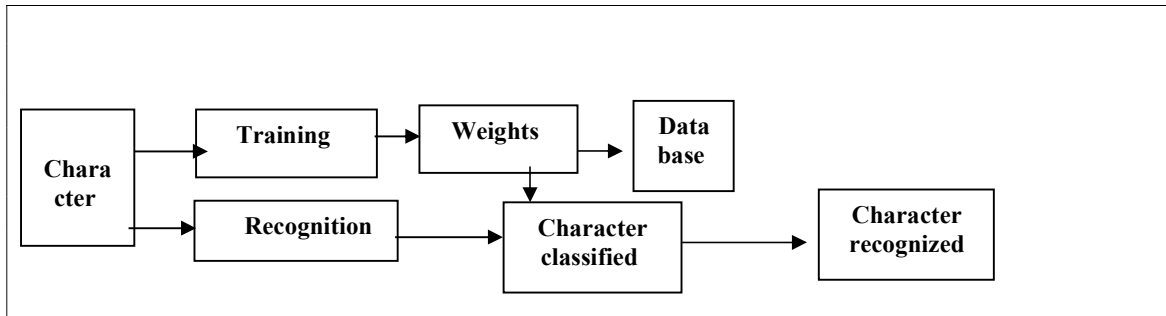 Chara
cter
Training
Weights
Data
base
Recognition
Character
classified
Character
recognized